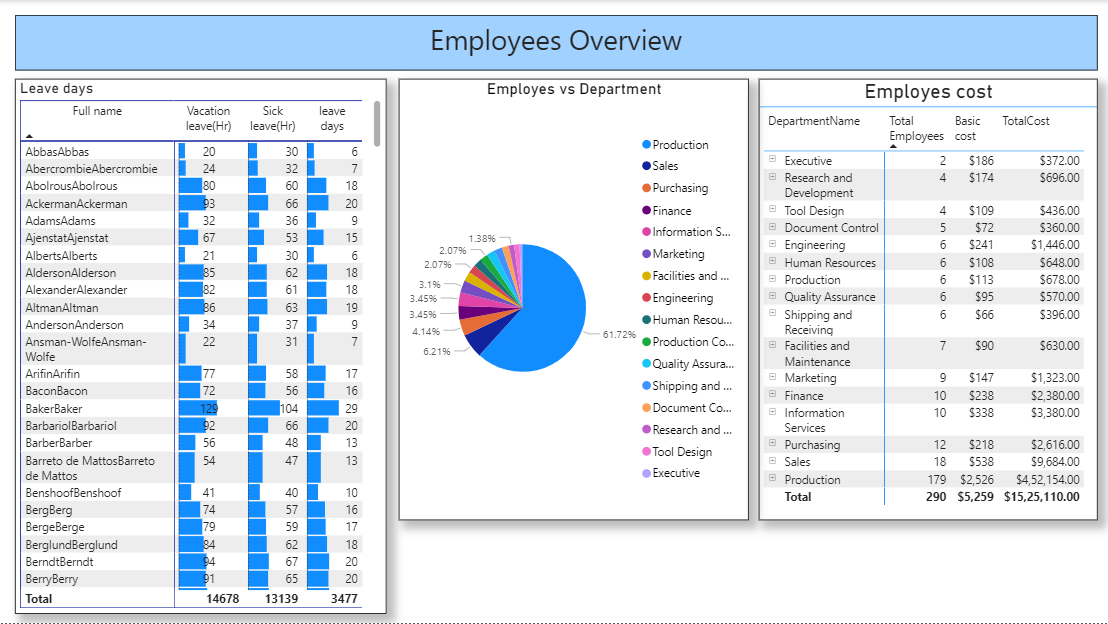 Employees Overview
Leave days
Full name Vacation leave(Hr) Sick leave(Hr) leave days
AbbasAbbas 20 30 6
AbercrombieAbercrombie 24 32 7
AbolrousAbolrous 80 60 18
AckermanAckerman 93 66 20
AdamsAdams 32 36 9
AjenstatAjenstat 67 53 15
AlbertsAlberts 21 30 6
AldersonAlderson 85 62 18
AlexanderAlexander 82 61 18
AltmanAltman 86 63 19
AndersonAnderson 34 37 9
Ansman-WolfeAnsman- 22 31 7
Wolfe
ArifinArifin 77 58 17
BaconBacon 72 56 16
BakerBaker 129 104 29
BarbariolBarbariol 92 66 20
BarberBarber 56 48 13
Barreto de MattosBarreto 54 47 13
de Mattos
BenshoofBenshoof 41 40 10
BergBerg 74 57 16
BergeBerge 79 59 17
BerglundBerglund 84 62 18
BerndtBerndt 94 67 20
BerryBerry 91 65 20
Total 14678 13139 3477
Employes vs Department
1.38%
2.07%
2.07%
3.1%
3.45%
3.45%
4.14%
6.21%
61.72%
Production
Sales
Purchasing
Finance
Information S...
Marketing
Facilities and ...
Engineering
Human Resou...
Production Co...
Quality Assura...
Shipping and ...
Document Co...
Research and ...
Tool Design
Executive
Employes cost
DepartmentName Total Employees Basic cost TotalCost
Executive 2 $186 $372.00
Research and 4 $174 $696.00
Development
Tool Design 4 $109 $436.00
Document Control 5 $72 $360.00
Engineering 6 $241 $1,446.00
Human Resources 6 $108 $648.00
Production 6 $113 $678.00
Quality Assurance 6 $95 $570.00
Shipping and 6 $66 $396.00
Receiving
Facilities and 7 $90 $630.00
Maintenance
Marketing 9 $147 $1,323.00
Finance 10 $238 $2,380.00
Information 10 $338 $3,380.00
Services
Purchasing 12 $218 $2,616.00
Sales 18 $538 $9,684.00
Production 179 $2,526 $4,52,154.00
Total 290 $5,259 $15,25,110.00